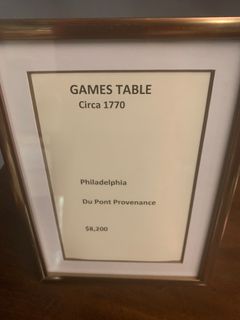 GAMES TABLE
Circa 1770
Philadelphia
Du Pont Provenance
$8,200